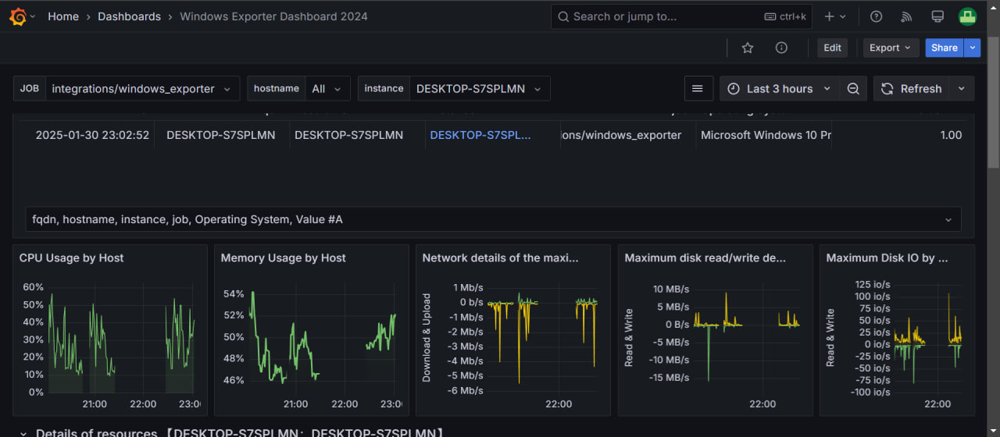 Home › Dashboards › Windows Exporter Dashboard 2024
Search or jump to...
ctrl+k
Edit
Export
Share
JOB
integrations/windows_exporter
hostname
All
instance
DESKTOP-S7SPLMN
Last 3 hours
Refresh
2025-01-30 23:02:52
DESKTOP-S7SPLMN
DESKTOP-S7SPLMN
DESKTOP-S7SPL...
ions/windows_exporter
Microsoft Windows 10 Pr
1.00
fqdn, hostname, instance, job, Operating System, Value #A
CPU Usage by Host
60%
50%
40%
30%
20%
10%
0%
21:00
22:00
23:0
Memory Usage by Host
54%
52%
50%
48%
46%
21:00
22:00
23:0
Network details of the maxi...
Download & Upload
1 Mb/s
0 b/s
-1 Mb/s
-2 Mb/s
-3 Mb/s
-4 Mb/s
-5 Mb/s
-6 Mb/s
22:00
Maximum disk read/write de...
Read & Write
10 MB/s
5 MB/s
0 B/s
-5 MB/s
-10 MB/s
-15 MB/s
22:00
Maximum Disk IO by ...
Read & Write
125 io/s
100 io/s
75 io/s
50 io/s
25 io/s
0 io/s
-25 io/s
-50 io/s
-75 io/s
-100 io/s
22:00
Details of resources 【DESKTOP-S7SPLMN：DESKTOP-S7SPLMN】